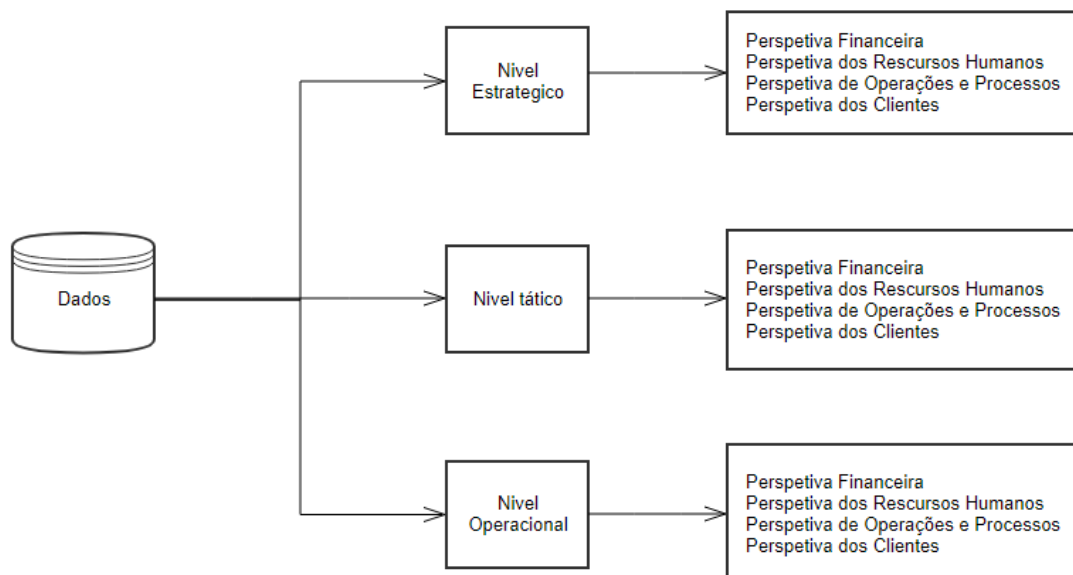 Nivel
Estrategico
Perspetiva Financeira
Perspetiva dos Rescursos Humanos
Perspetiva de Operações e Processos
Perspetiva dos Clientes
Dados
Nivel tático
Perspetiva Financeira
Perspetiva dos Rescursos Humanos
Perspetiva de Operações e Processos
Perspetiva dos Clientes
Nivel
Operacional
Perspetiva Financeira
Perspetiva dos Rescursos Humanos
Perspetiva de Operações e Processos
Perspetiva dos Clientes